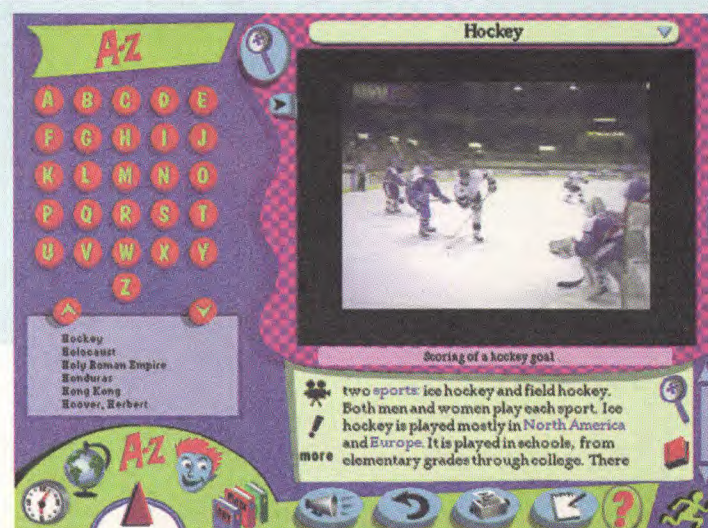 A-Z
A B C D E
F G H I J
K L M N O
P Q R S T
U V W X Y
Z
Hockey
Holocaust
Holy Roman Empire
Honduras
Hong Kong
Hoover, Herbert
A-Z
Hockey
Scoring of a hockey goal
two sports: ice hockey and field hockey.
Both men and women play each sport. Ice
hockey is played mostly in North America
and Europe. It is played in schools, from
elementary grades through college. There
! more
?